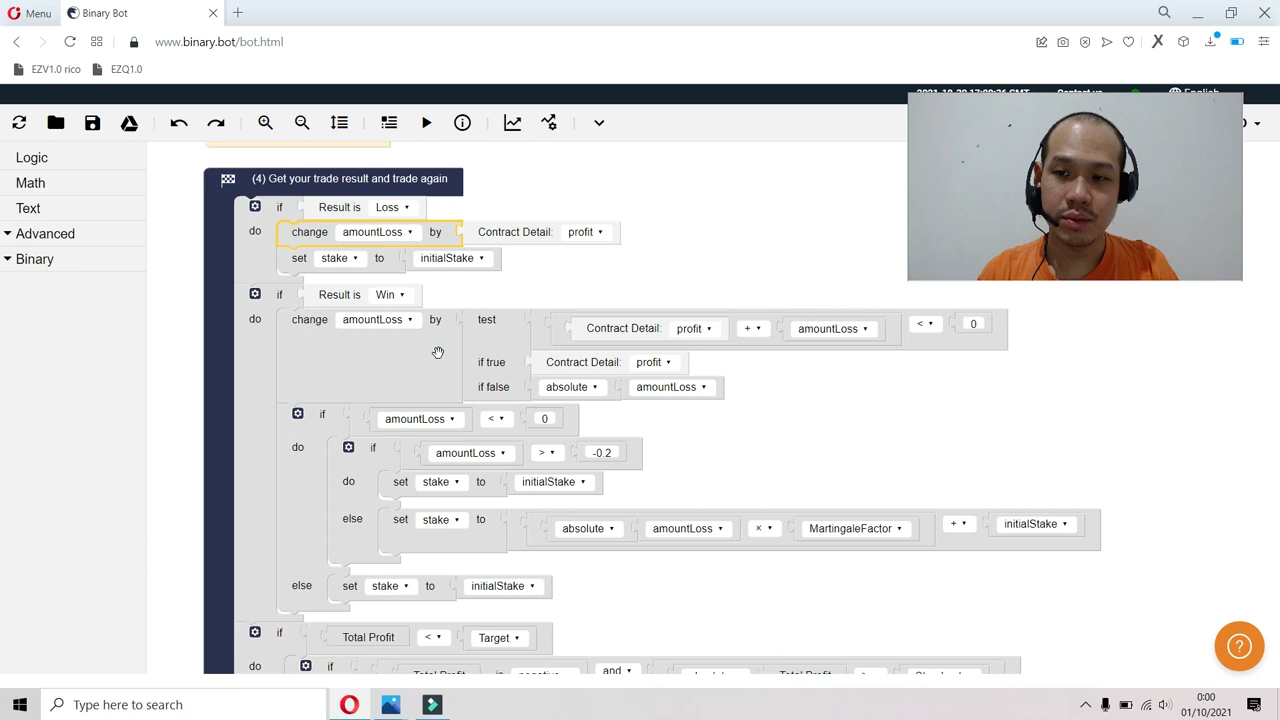 Menu
Binary Bot
www.binary.bot/bot.html
EZV1.0 rico
EZQ1.0
English
Logic
Math
Text
Advanced
Binary
(4) Get your trade result and trade again
if Result is Loss
do change amountLoss by Contract Detail: profit
set stake to initialStake
if Result is Win
do change amountLoss by test Contract Detail: profit + amountLoss < 0
if true Contract Detail: profit
if false absolute amountLoss
if amountLoss < 0
do if amountLoss > -0.2
do set stake to initialStake
else set stake to absolute amountLoss × MartingaleFactor + initialStake
else set stake to initialStake
if Total Profit < Target
do if and
Type here to search
0:00
01/10/2021